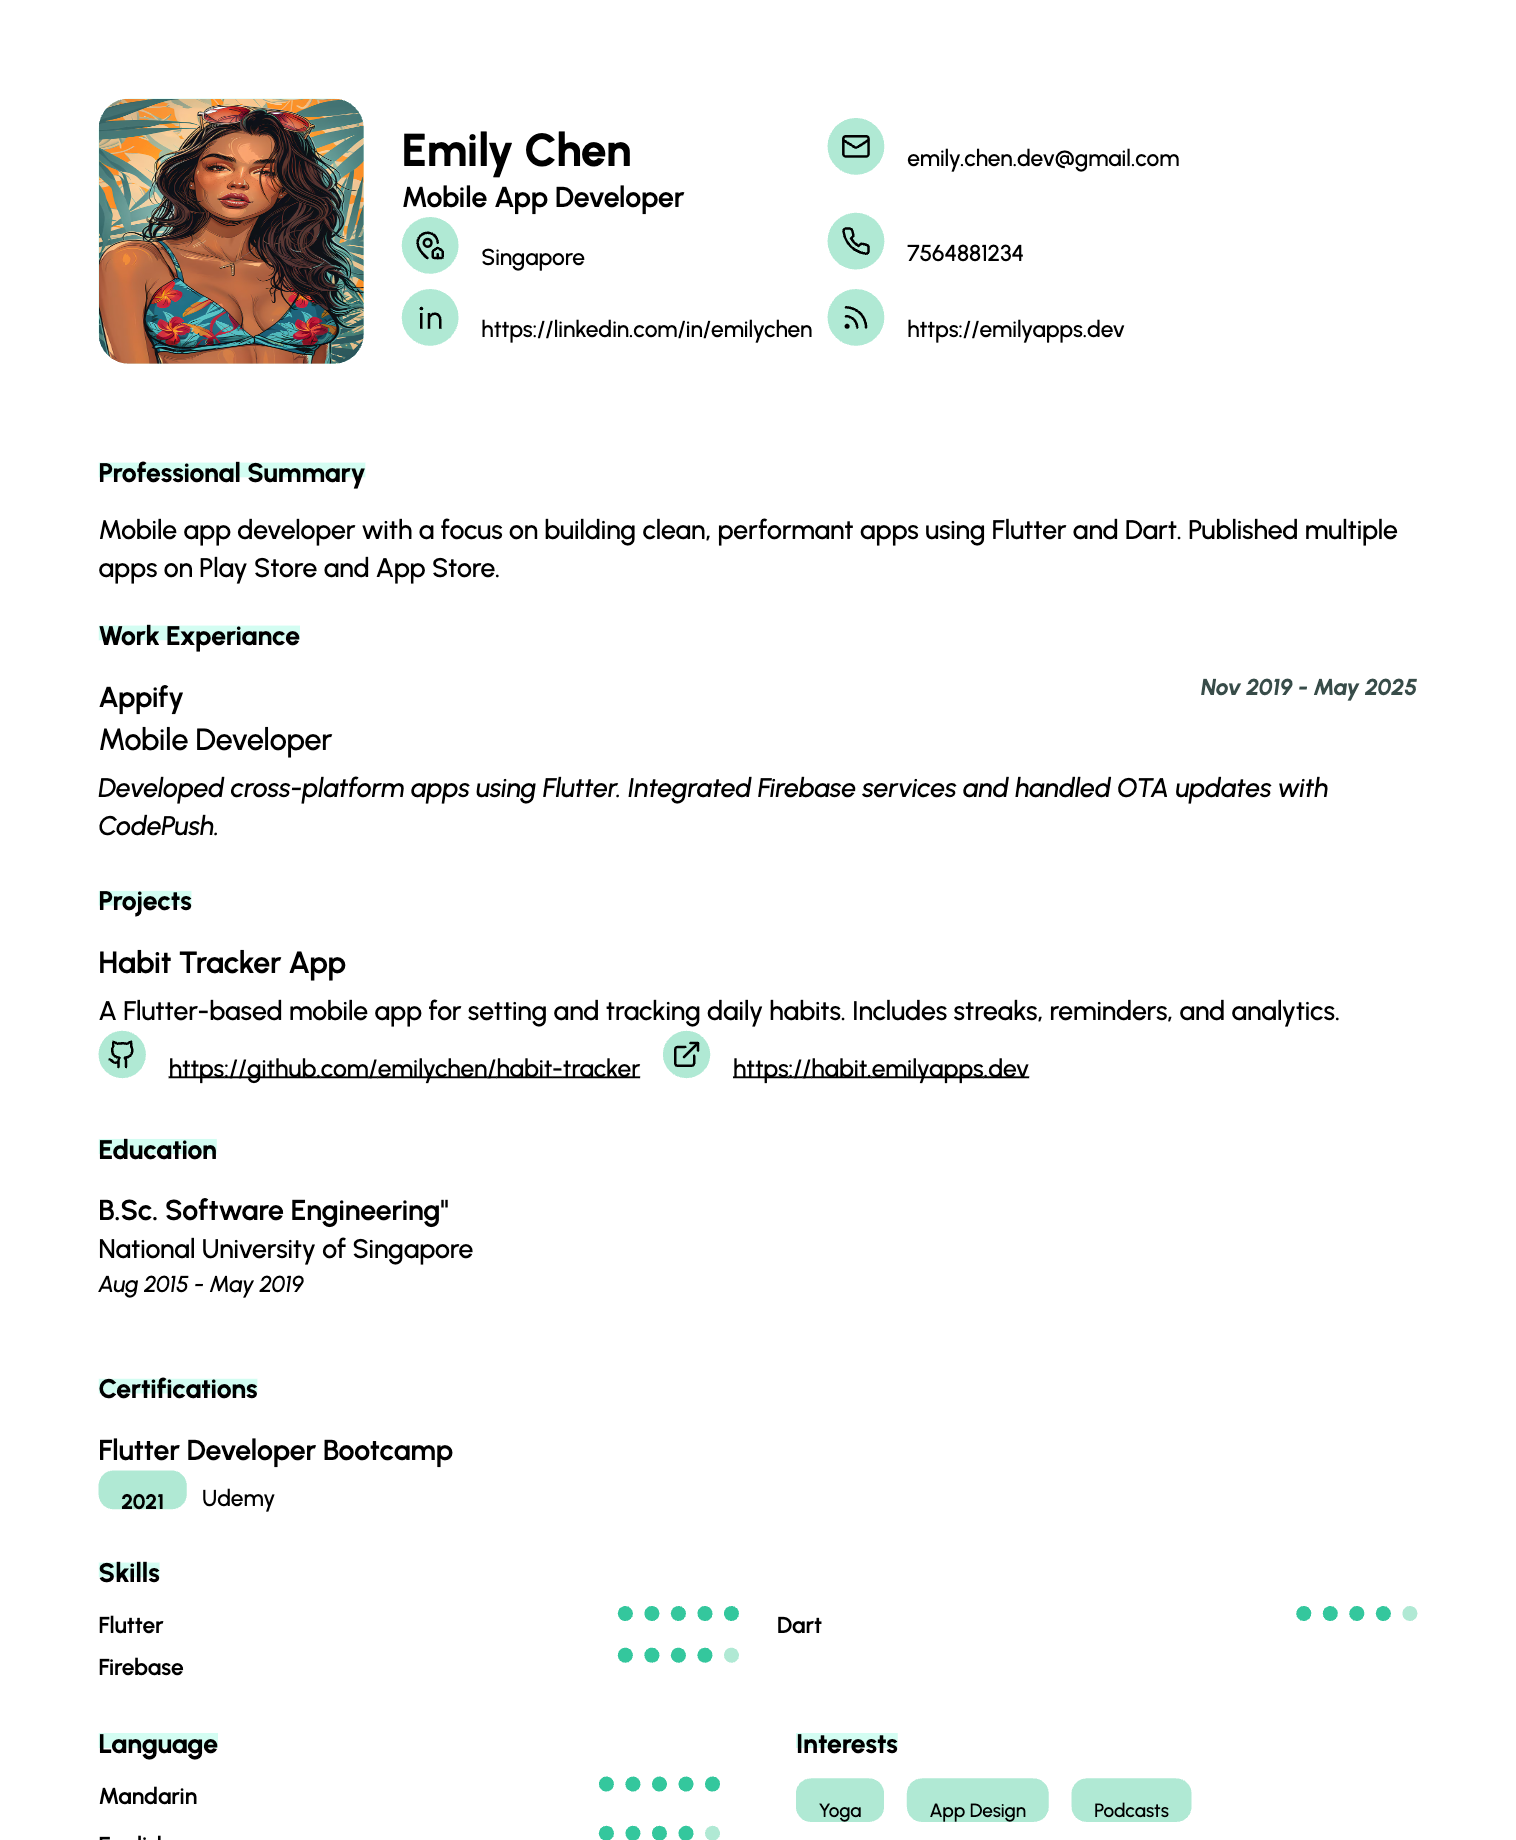 Emily Chen
Mobile App Developer
Singapore
in https://linkedin.com/in/emilychen
emily.chen.dev@gmail.com
7564881234
https://emilyapps.dev
Professional Summary
Mobile app developer with a focus on building clean, performant apps using Flutter and Dart. Published multiple
apps on Play Store and App Store.
Work Experiance
Appify
Nov 2019 - May 2025
Mobile Developer
Developed cross-platform apps using Flutter. Integrated Firebase services and handled OTA updates with
CodePush.
Projects
Habit Tracker App
A Flutter-based mobile app for setting and tracking daily habits. Includes streaks, reminders, and analytics.
https://github.com/emilychen/habit-tracker https://habit.emilyapps.dev
Education
B.Sc. Software Engineering"
National University of Singapore
Aug 2015 - May 2019
Certifications
Flutter Developer Bootcamp
2021 Udemy
Skills
Flutter
Dart
Firebase
Language
Mandarin
Interests
Yoga App Design Podcasts